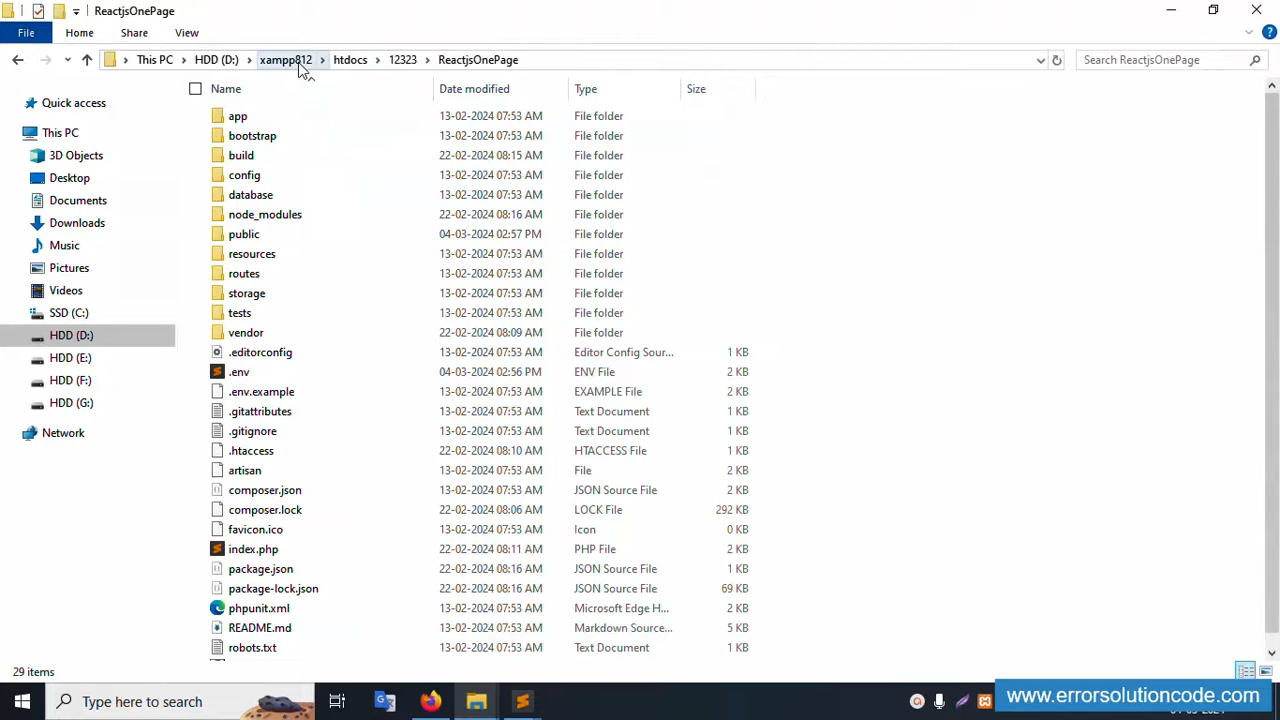 ReactjsOnePage
File Home Share View
This PC HDD (D:) xampp812 htdocs 12323 ReactjsOnePage Search ReactjsOnePage
Name Date modified Type Size
Quick access
This PC
3D Objects
Desktop
Documents
Downloads
Music
Pictures
Videos
SSD (C:)
HDD (D:)
HDD (E:)
HDD (F:)
HDD (G:)
Network
app 13-02-2024 07:53 AM File folder
bootstrap 13-02-2024 07:53 AM File folder
build 22-02-2024 08:15 AM File folder
config 13-02-2024 07:53 AM File folder
database 13-02-2024 07:53 AM File folder
node_modules 22-02-2024 08:16 AM File folder
public 04-03-2024 02:57 PM File folder
resources 13-02-2024 07:53 AM File folder
routes 13-02-2024 07:53 AM File folder
storage 13-02-2024 07:53 AM File folder
tests 13-02-2024 07:53 AM File folder
vendor 22-02-2024 08:09 AM File folder
.editorconfig 13-02-2024 07:53 AM Editor Config Sour... 1 KB
.env 04-03-2024 02:56 PM ENV File 2 KB
.env.example 13-02-2024 07:53 AM EXAMPLE File 2 KB
.gitattributes 13-02-2024 07:53 AM Text Document 1 KB
.gitignore 13-02-2024 07:53 AM Text Document 1 KB
.htaccess 22-02-2024 08:10 AM HTACCESS File 1 KB
artisan 13-02-2024 07:53 AM File 2 KB
composer.json 13-02-2024 07:53 AM JSON Source File 2 KB
composer.lock 22-02-2024 08:06 AM LOCK File 292 KB
favicon.ico 13-02-2024 07:53 AM Icon 0 KB
index.php 22-02-2024 08:11 AM PHP File 2 KB
package.json 22-02-2024 08:16 AM JSON Source File 1 KB
package-lock.json 22-02-2024 08:16 AM JSON Source File 69 KB
phpunit.xml 13-02-2024 07:53 AM Microsoft Edge H... 2 KB
README.md 13-02-2024 07:53 AM Markdown Source... 5 KB
robots.txt 13-02-2024 07:53 AM Text Document 1 KB
29 items
Type here to search
www.errorsolutioncode.com